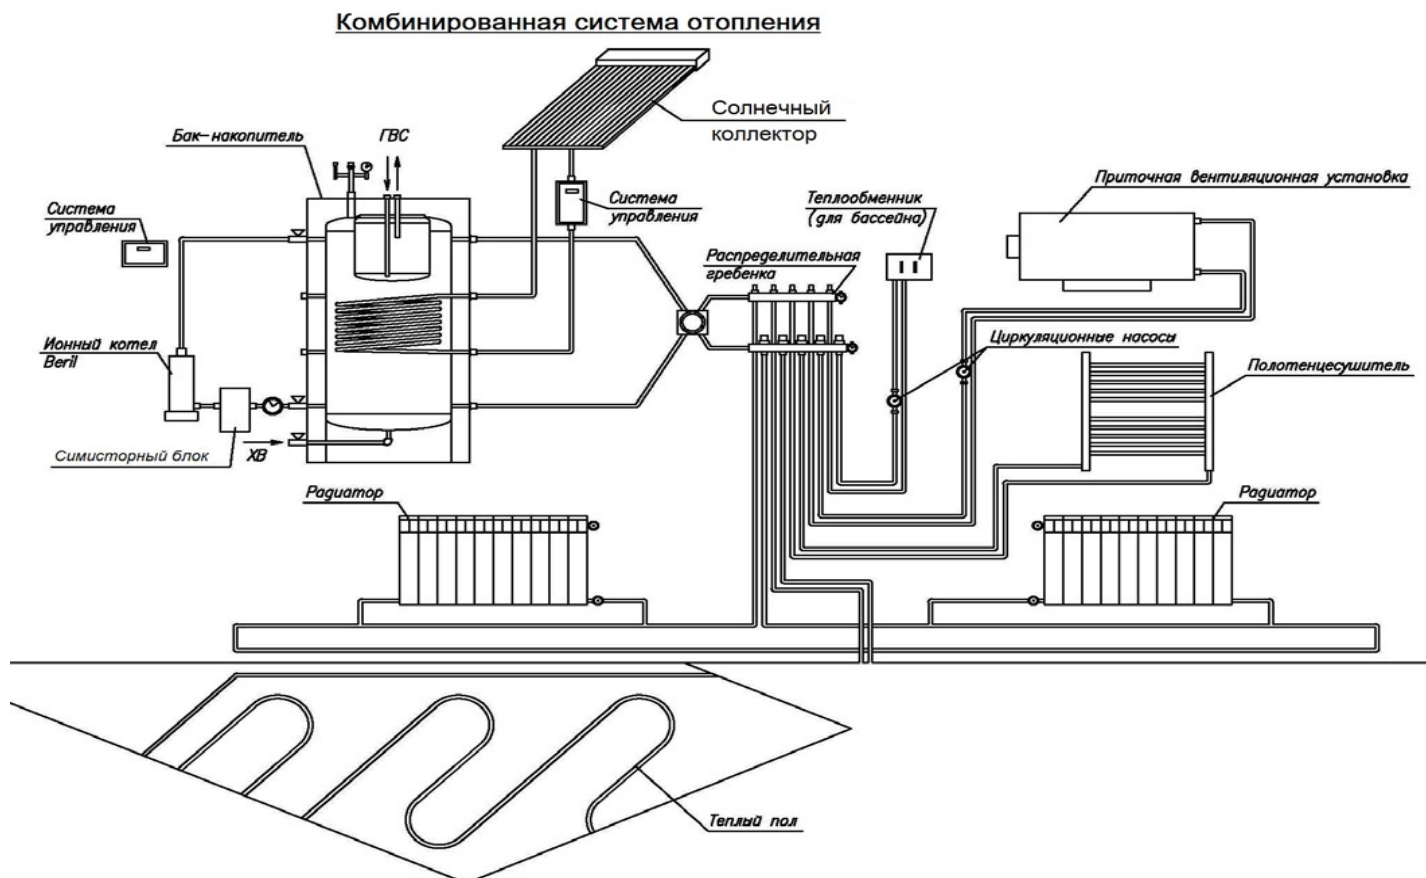 Комбинированная система отопления
Солнечный
коллектор
Бак-накопитель
ГВС
Система
управления
Система
управления
Теплообменник
(для бассейна)
Приточная вентиляционная установка
Распределительная
гребенка
Ионный котел
Beril
Циркуляционные насосы
Полотенцесушитель
Симисторный блок
ХВ
Радиатор
Радиатор
Теплый пол